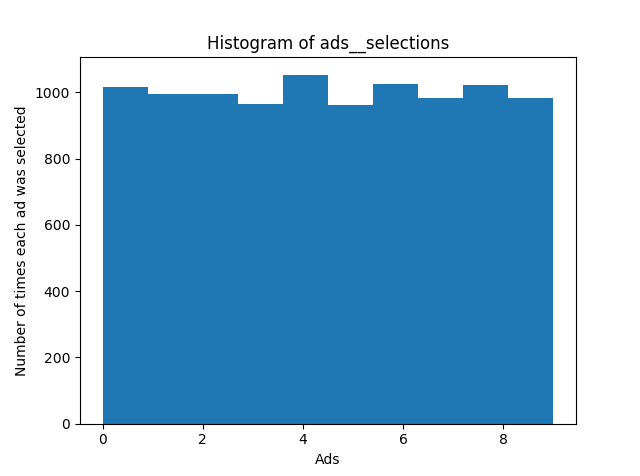 Histogram of ads__selections
Number of times each ad was selected
1000
800
600
400
200
0
0 2 4 6 8
Ads